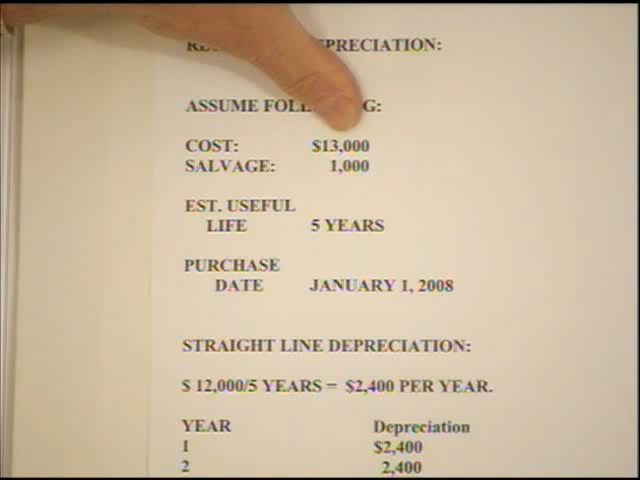 DEPRECIATION:
ASSUME
COST: $13,000
SALVAGE: 1,000
EST. USEFUL
LIFE 5 YEARS
PURCHASE
DATE JANUARY 1, 2008
STRAIGHT LINE DEPRECIATION:
$ 12,000/5 YEARS = $2,400 PER YEAR.
YEAR Depreciation
1 $2,400
2 2,400